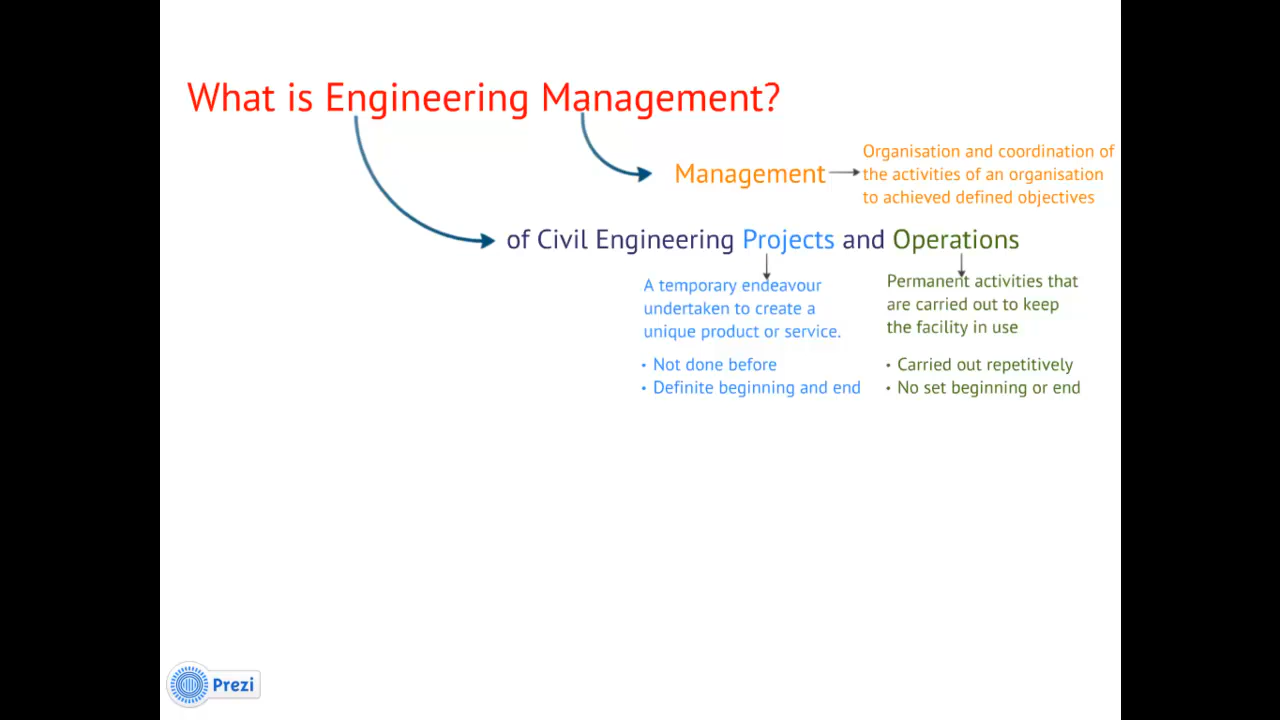 What is Engineering Management?
Management
Organisation and coordination of
the activities of an organisation
to achieved defined objectives
of Civil Engineering Projects and Operations
A temporary endeavour
undertaken to create a
unique product or service.
• Not done before
• Definite beginning and end
Permanent activities that
are carried out to keep
the facility in use
• Carried out repetitively
• No set beginning or end
Prezi